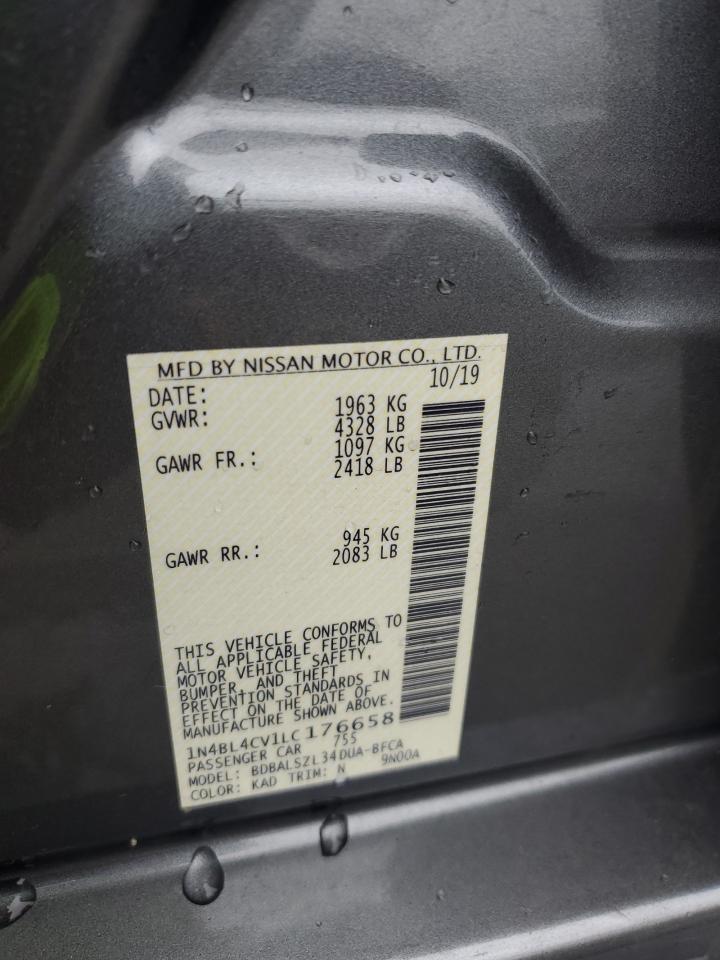 MFD BY NISSAN MOTOR CO., LTD.
DATE: 10/19
GVWR: 1963 KG
4328 LB
GAWR FR.: 1097 KG
2418 LB
GAWR RR.: 945 KG
2083 LB
THIS VEHICLE CONFORMS TO
ALL APPLICABLE FEDERAL
MOTOR VEHICLE SAFETY,
BUMPER, AND THEFT
PREVENTION STANDARDS IN
EFFECT ON THE DATE OF
MANUFACTURE SHOWN ABOVE.
1N4BL4CV1LC176658
PASSENGER CAR 755
MODEL: BDBALSZL34DUA-BFCA
COLOR: KAD TRIM: N 9N00A